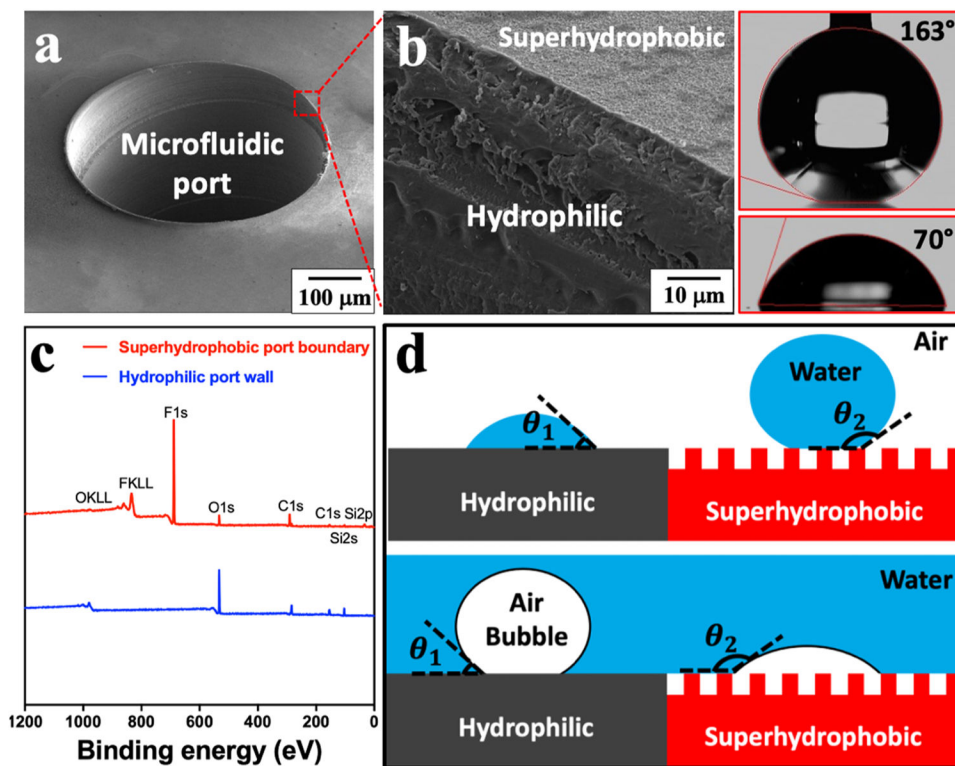 a
Microfluidic
port
100 µm
b
Superhydrophobic
Hydrophilic
10 µm
163°
70°
c
Superhydrophobic port boundary
Hydrophilic port wall
F1s
OKLL
FKLL
O1s
C1s
C1s Si2p
Si2s
1200 1000 800 600 400 200 0
Binding energy (eV)
d
Air
Water
θ1
θ2
Hydrophilic
Superhydrophobic
Water
Air
Bubble
θ1
θ2
Hydrophilic
Superhydrophobic